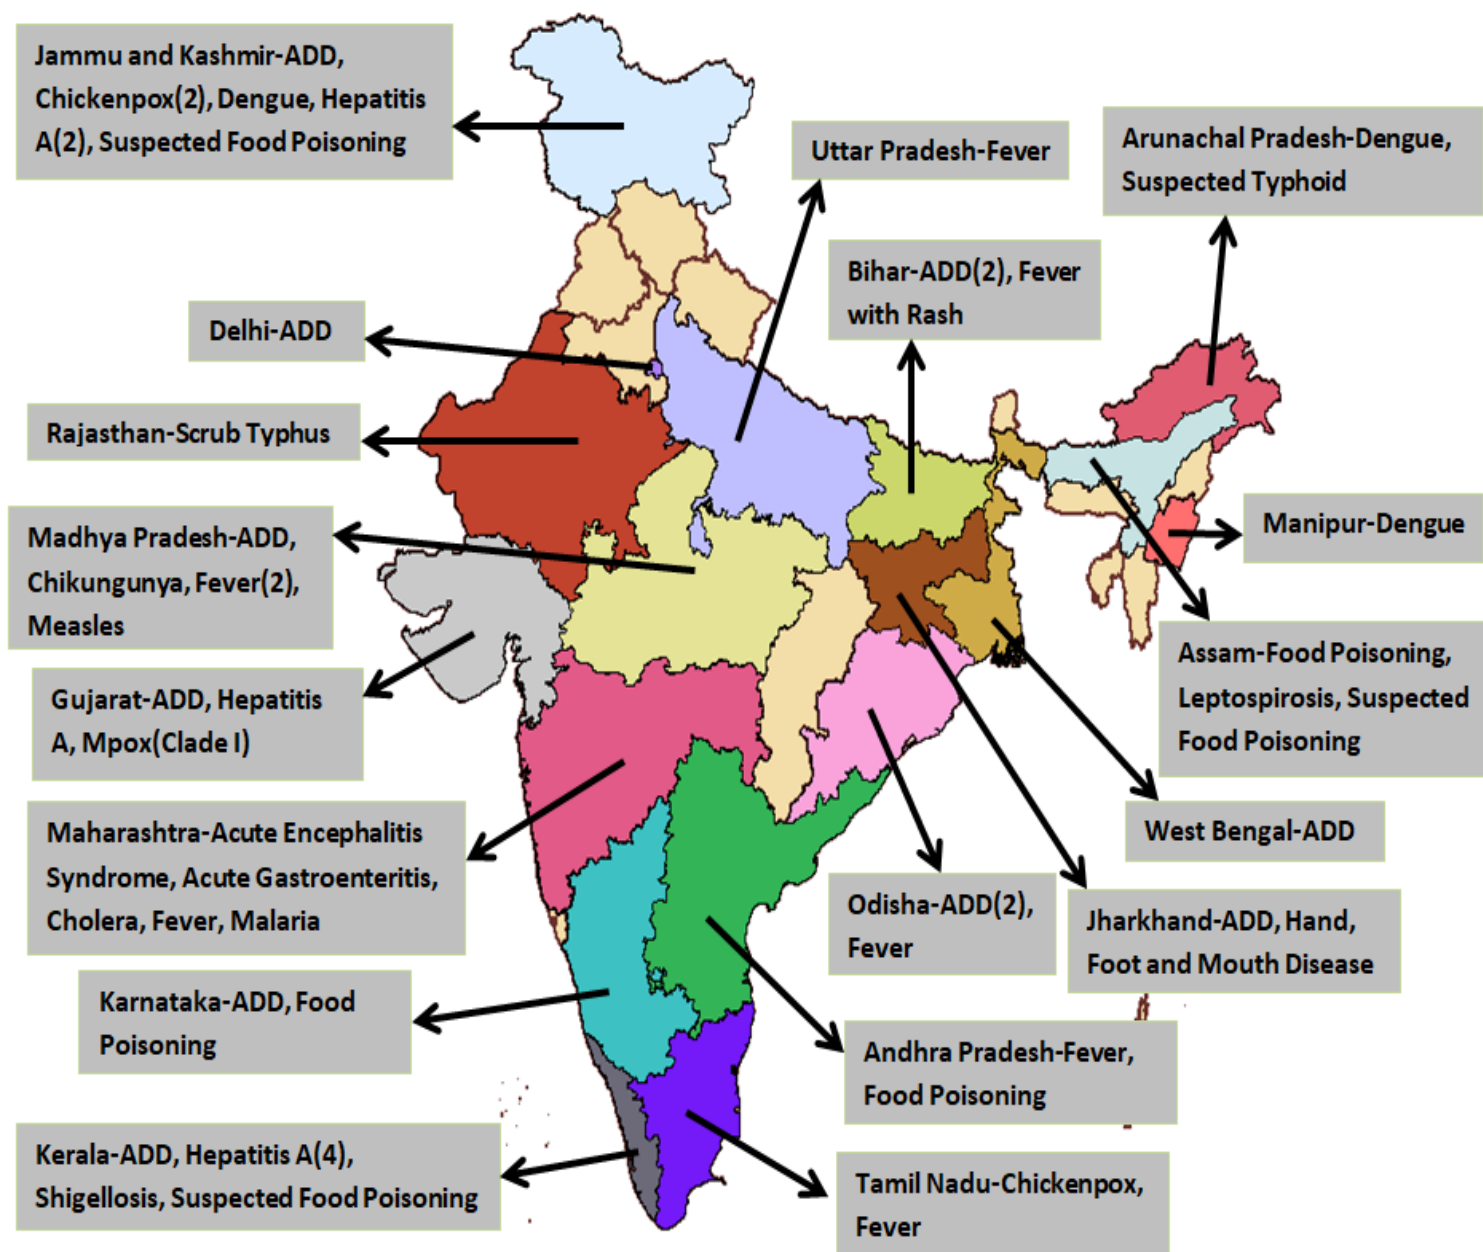 Jammu and Kashmir-ADD,
Chickenpox(2), Dengue, Hepatitis
A(2), Suspected Food Poisoning
Uttar Pradesh-Fever
Arunachal Pradesh-Dengue,
Suspected Typhoid
Bihar-ADD(2), Fever
with Rash
Delhi-ADD
Rajasthan-Scrub Typhus
Madhya Pradesh-ADD,
Chikungunya, Fever(2),
Measles
Manipur-Dengue
Gujarat-ADD, Hepatitis
A, Mpox(Clade I)
Assam-Food Poisoning,
Leptospirosis, Suspected
Food Poisoning
Maharashtra-Acute Encephalitis
Syndrome, Acute Gastroenteritis,
Cholera, Fever, Malaria
West Bengal-ADD
Odisha-ADD(2),
Fever
Jharkhand-ADD, Hand,
Foot and Mouth Disease
Karnataka-ADD, Food
Poisoning
Andhra Pradesh-Fever,
Food Poisoning
Kerala-ADD, Hepatitis A(4),
Shigellosis, Suspected Food Poisoning
Tamil Nadu-Chickenpox,
Fever